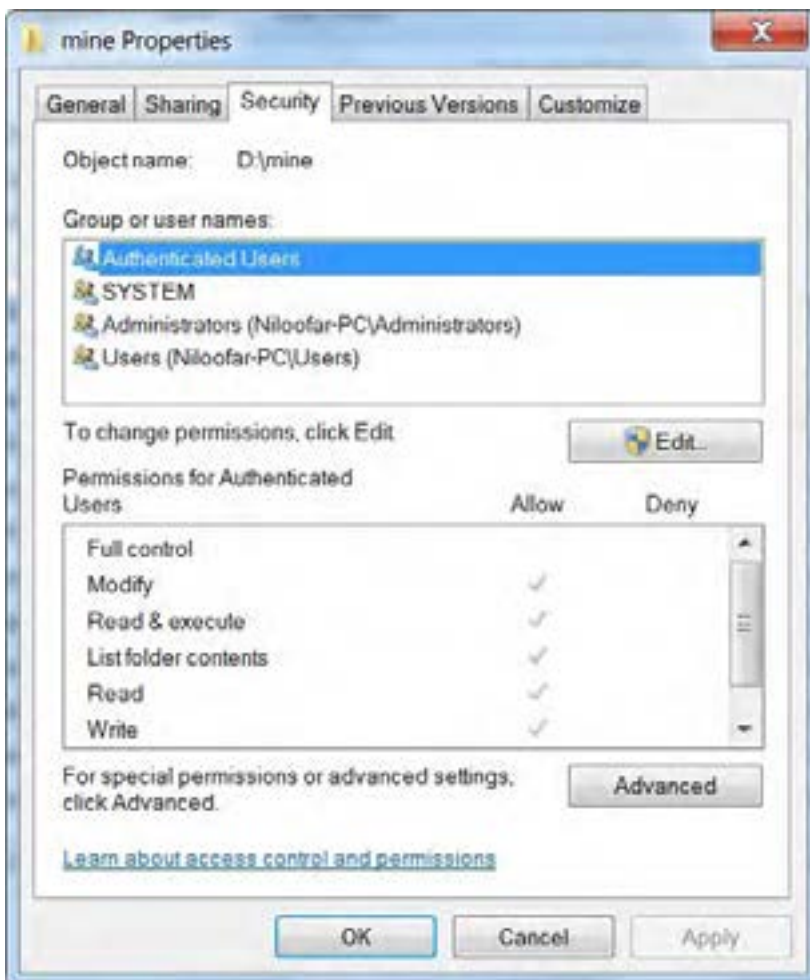 mine Properties
General Sharing Security Previous Versions Customize
Object name: D:\mine
Group or user names:
Authenticated Users
SYSTEM
Administrators (Niloofar-PC\Administrators)
Users (Niloofar-PC\Users)
To change permissions, click Edit
Edit...
Permissions for Authenticated
Users Allow Deny
Full control
Modify
Read & execute
List folder contents
Read
Write
For special permissions or advanced settings,
click Advanced.
Advanced
Learn about access control and permissions
OK Cancel Apply